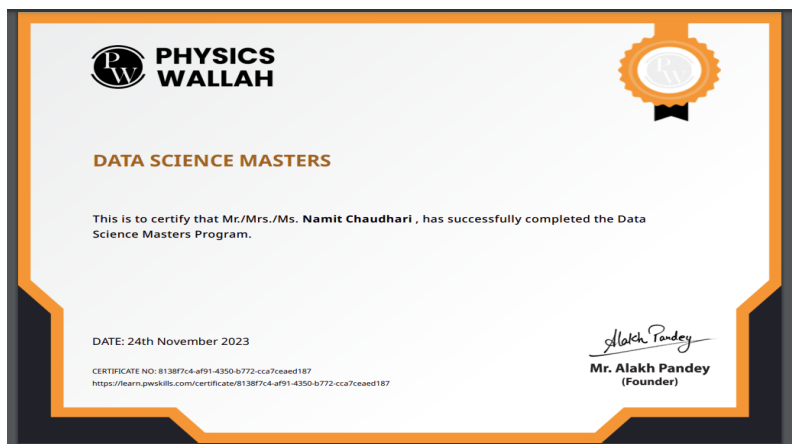 PW PHYSICS
WALLAH
PW
DATA SCIENCE MASTERS
This is to certify that Mr./Mrs./Ms. Namit Chaudhari , has successfully completed the Data
Science Masters Program.
DATE: 24th November 2023
CERTIFICATE NO: 8138f7c4-af91-4350-b772-cca7ceaed187
https://learn.pwskills.com/certificate/8138f7c4-af91-4350-b772-cca7ceaed187
Alakh Pandey
Mr. Alakh Pandey
(Founder)